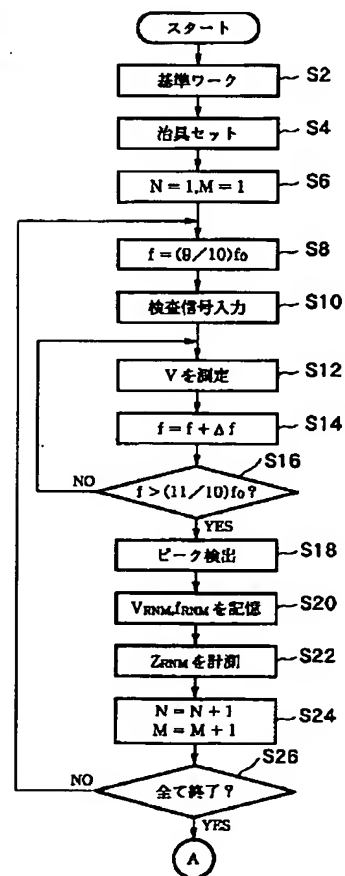 スタート
基準ワーク
S2
治具セット
S4
N = 1,M = 1
S6
f = (9/10)f0
S8
検査信号入力
S10
Vを測定
S12
f = f + Δf
S14
S16
f > (11/10)f0?
NO
YES
ピーク検出
S18
VRNM,fRNMを記憶
S20
ZRNMを計測
S22
N = N + 1
M = M + 1
S24
S26
全て終了?
NO
YES
A